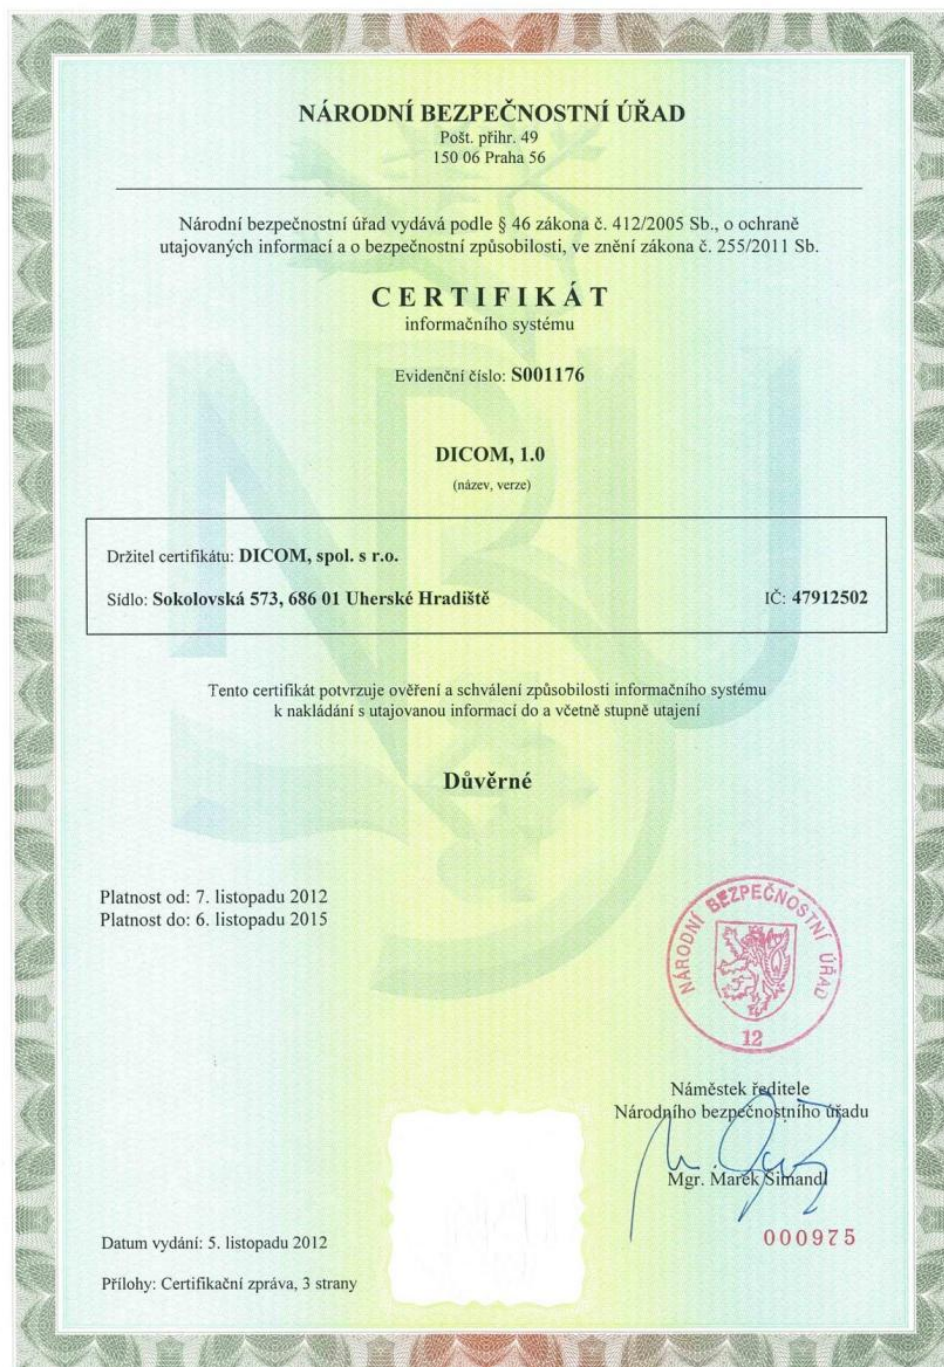 NÁRODNÍ BEZPEČNOSTNÍ ÚŘAD
Pošt. přihr. 49
150 06 Praha 56
Národní bezpečnostní úřad vydává podle § 46 zákona č. 412/2005 Sb., o ochraně
utajovaných informací a o bezpečnostní způsobilosti, ve znění zákona č. 255/2011 Sb.
CERTIFIKÁT
informačního systému
Evidenční číslo: S001176
DICOM, 1.0
(název, verze)
Držitel certifikátu: DICOM, spol. s r.o.
Sídlo: Sokolovská 573, 686 01 Uherské Hradiště IČ: 47912502
Tento certifikát potvrzuje ověření a schválení způsobilosti informačního systému
k nakládání s utajovanou informací do a včetně stupně utajení
Důvěrné
Platnost od: 7. listopadu 2012
Platnost do: 6. listopadu 2015
NÁRODNÍ BEZPEČNOSTNÍ ÚŘAD
12
Náměstek ředitele
Národního bezpečnostního úřadu
Mgr. Marek Šimandl
000975
Datum vydání: 5. listopadu 2012
Přílohy: Certifikační zpráva, 3 strany